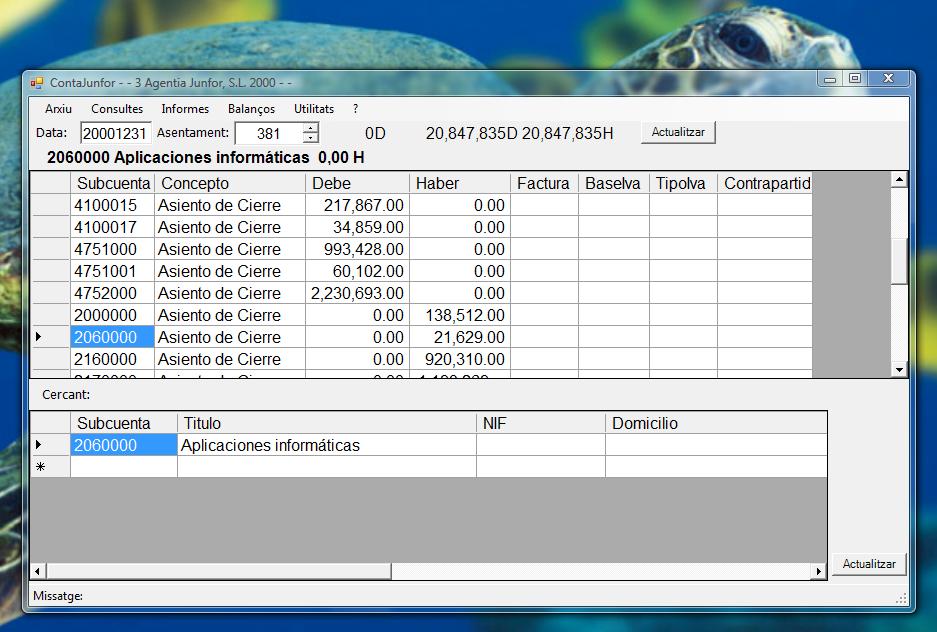 ContaJunfor - - 3 Agentia Junfor, S.L. 2000 - -
Arxiu Consultes Informes Balanços Utilitats ?
Data: 20001231 Asentament: 381 0D 20,847,835D 20,847,835H Actualitzar
2060000 Aplicaciones informáticas 0,00 H
Subcuenta Concepto Debe Haber Factura Baselva Tipolva Contrapartid
4100015 Asiento de Cierre 217,867.00 0.00
4100017 Asiento de Cierre 34,859.00 0.00
4751000 Asiento de Cierre 993,428.00 0.00
4751001 Asiento de Cierre 60,102.00 0.00
4752000 Asiento de Cierre 2,230,693.00 0.00
2000000 Asiento de Cierre 0.00 138,512.00
2060000 Asiento de Cierre 0.00 21,629.00
2160000 Asiento de Cierre 0.00 920,310.00
Cercant:
Subcuenta Titulo NIF Domicilio
2060000 Aplicaciones informáticas
Actualitzar
Missatge: